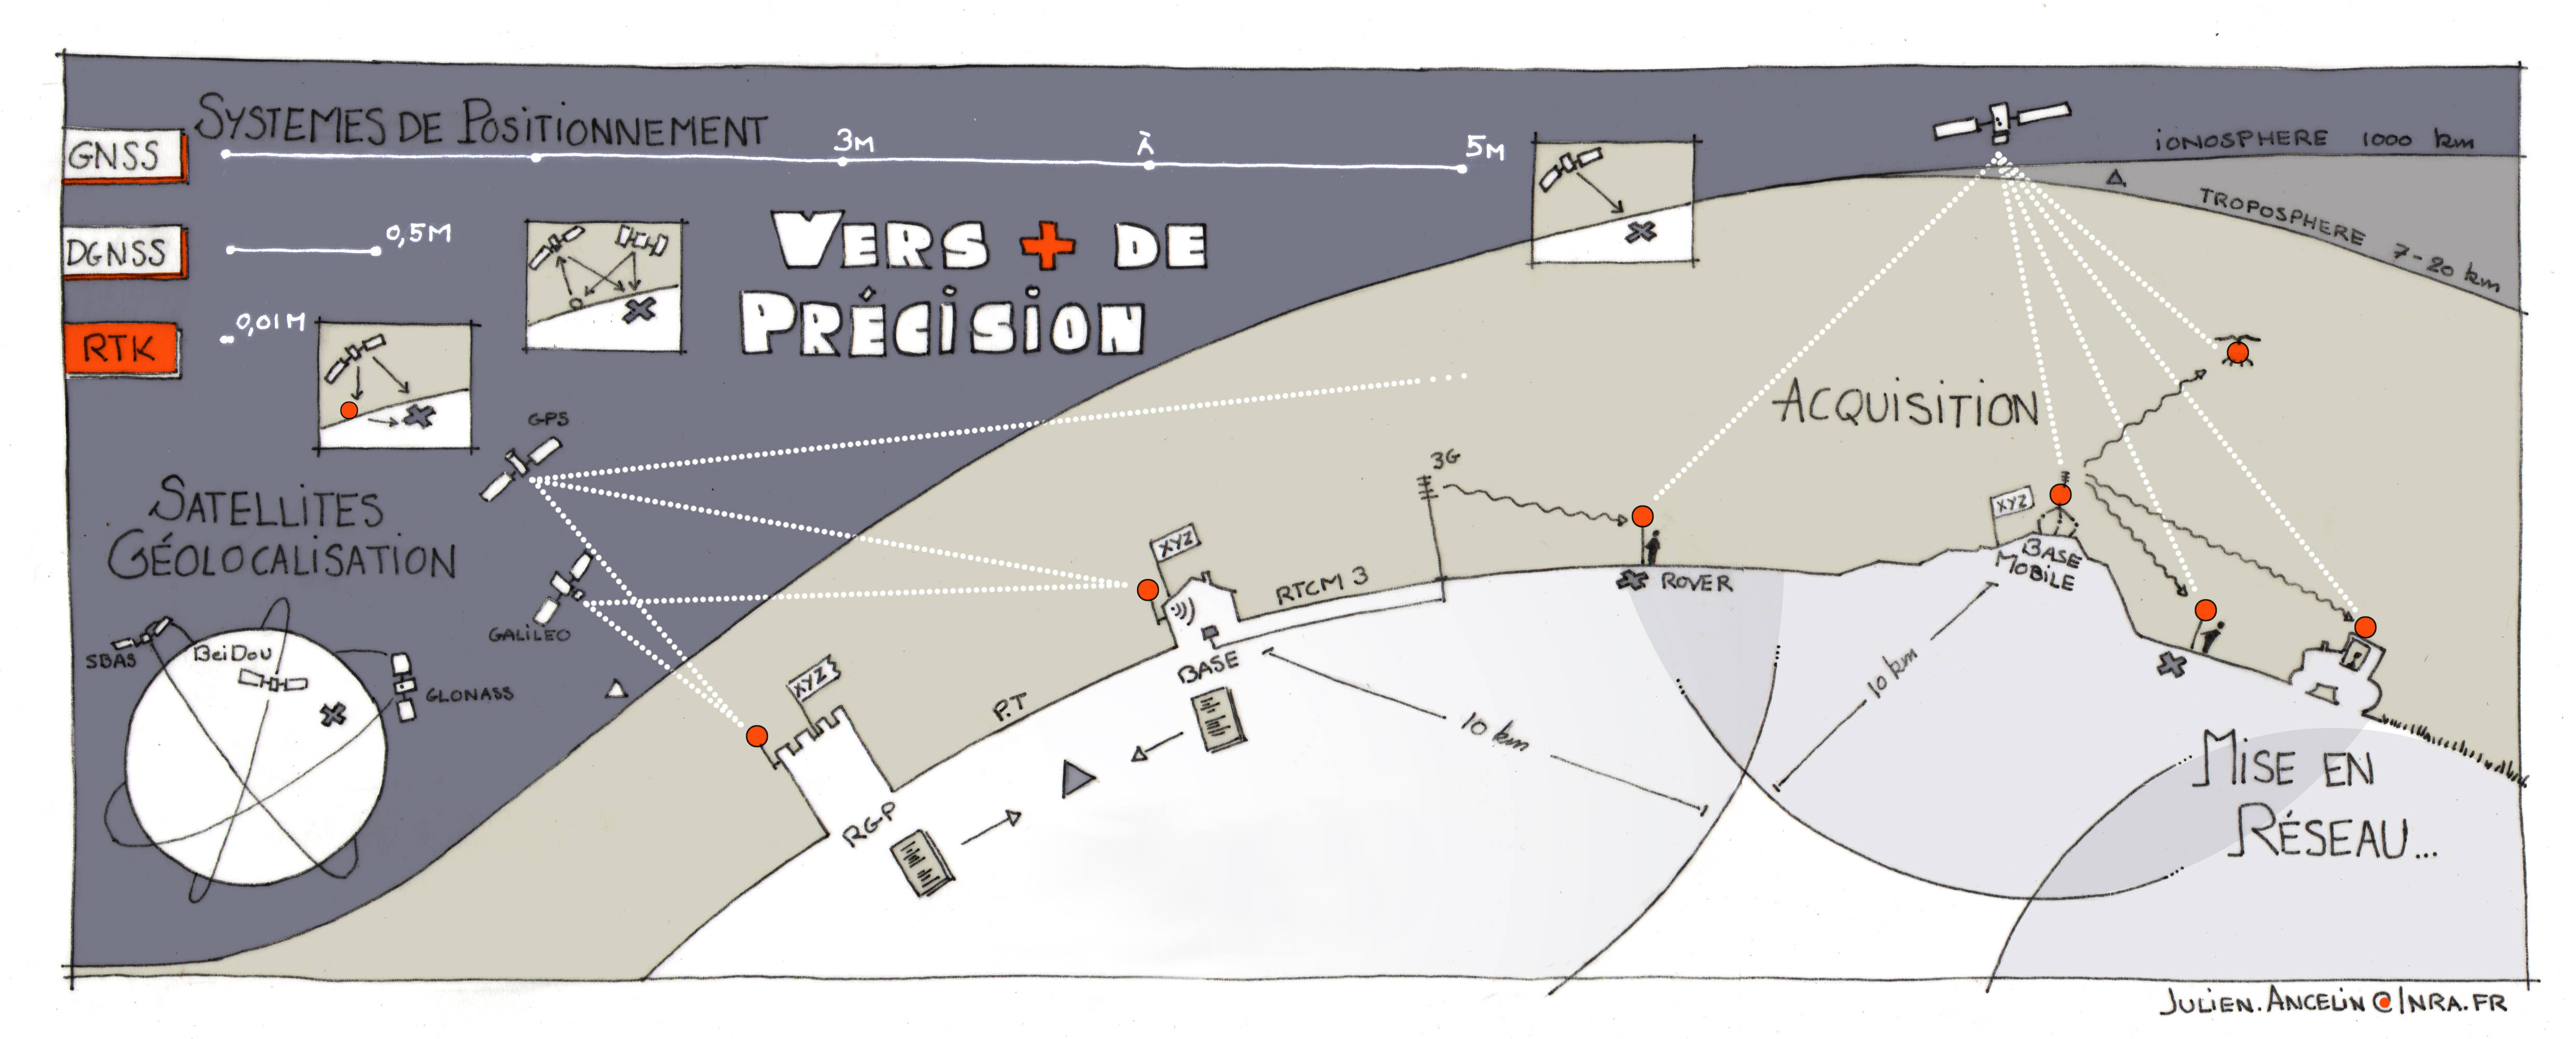 SYSTEMES DE POSITIONNEMENT
GNSS
3M
À
5M
DGNSS
0,5M
RTK
0,01M
VERS + DE
PRÉCISION
IONOSPHERE 1000 km
TROPOSPHERE 7-20 km
ACQUISITION
GPS
SATELLITES
GÉOLOCALISATION
GALILEO
SBAS
BeiDou
GLONASS
3G
XYZ
RTCM 3
BASE
ROVER
XYZ
BASE
MOBILE
XYZ
P.T
RGP
10 km
10 km
MISE EN
RÉSEAU...
JULIEN.ANCELIN@INRA.FR